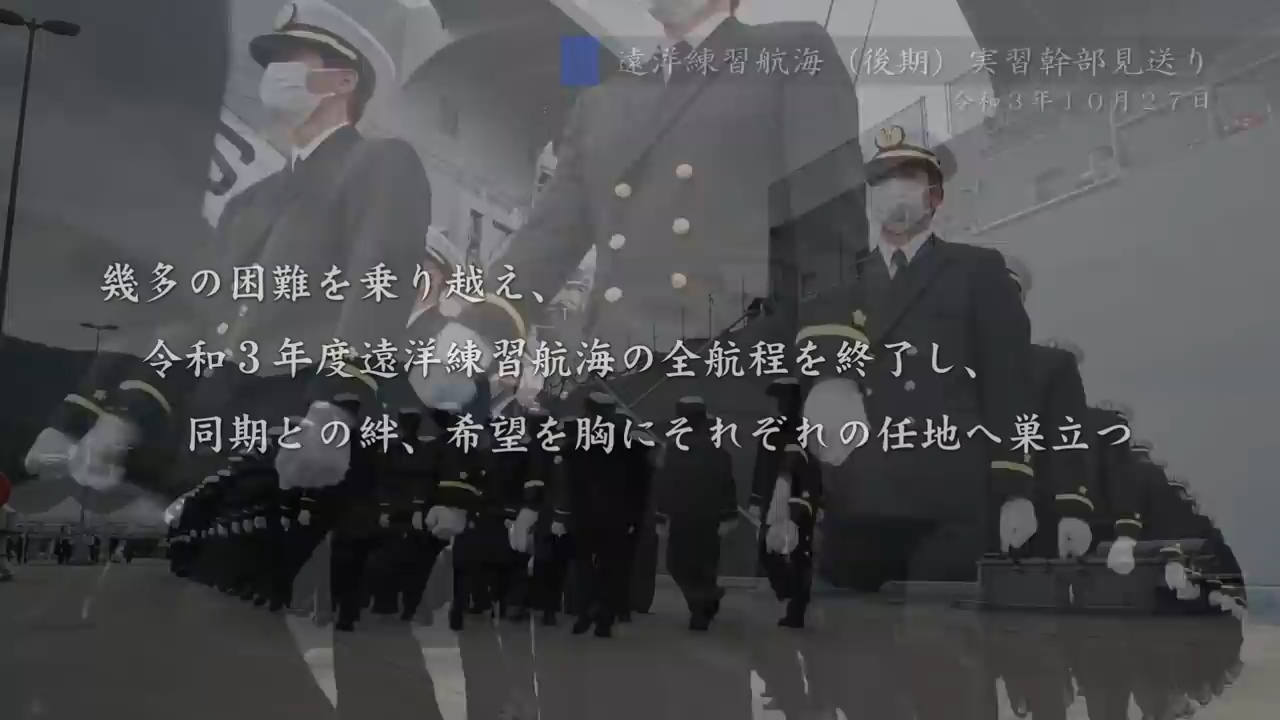 遠洋練習航海（後期）実習幹部見送り
令和３年１０月２７日
幾多の困難を乗り越え、
令和３年度遠洋練習航海の全航程を終了し、
同期との絆、希望を胸にそれぞれの任地へ巣立つ